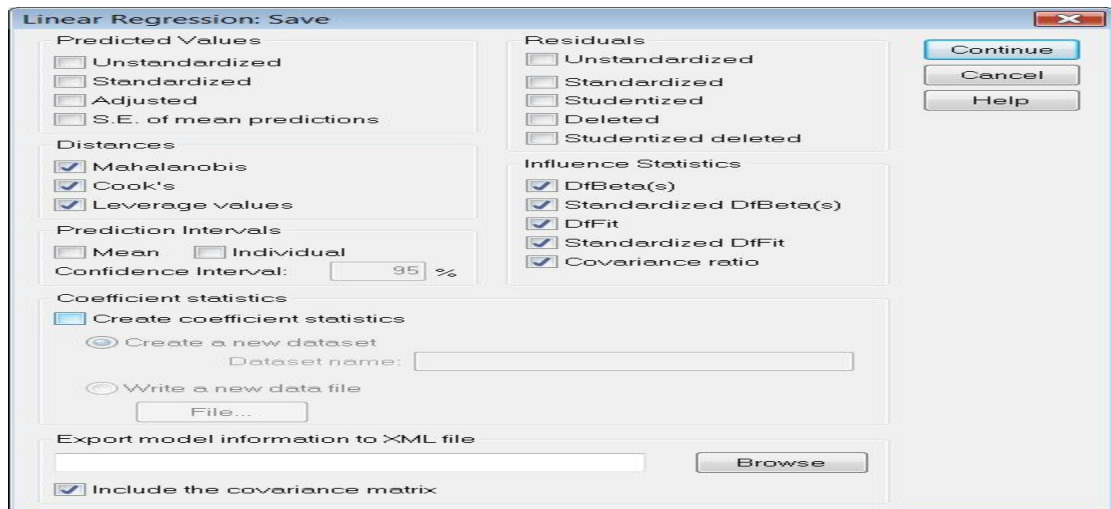 Linear Regression: Save
Predicted Values
Unstandardized
Standardized
Adjusted
S.E. of mean predictions
Distances
Mahalanobis
Cook's
Leverage values
Prediction Intervals
Mean Individual
Confidence Interval: 95 %
Residuals
Unstandardized
Standardized
Studentized
Deleted
Studentized deleted
Influence Statistics
DfBeta(s)
Standardized DfBeta(s)
DfFit
Standardized DfFit
Covariance ratio
Continue
Cancel
Help
Coefficient statistics
Create coefficient statistics
Create a new dataset
Dataset name:
Write a new data file
File...
Export model information to XML file
Browse
Include the covariance matrix